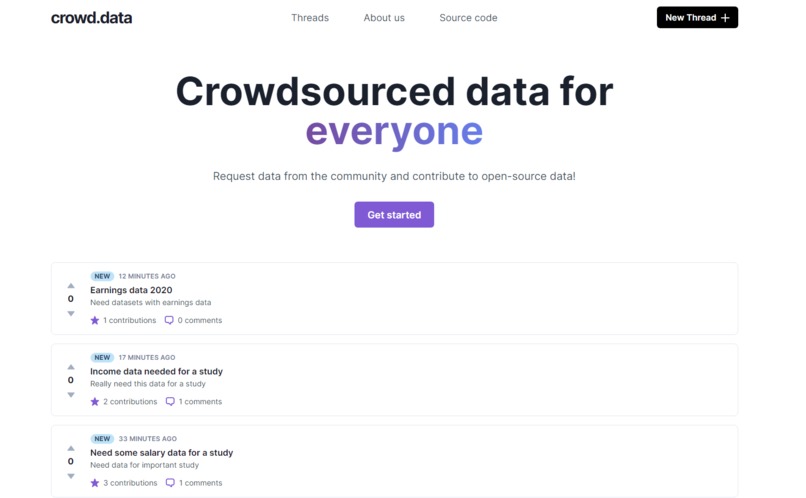 crowd.data
Threads About us Source code
New Thread
Crowdsourced data for
everyone
Request data from the community and contribute to open-source data!
Get started
NEW 12 MINUTES AGO
Earnings data 2020
0
Need datasets with earnings data
1 contributions 0 comments
NEW 17 MINUTES AGO
Income data needed for a study
0
Really need this data for a study
2 contributions 1 comments
NEW 33 MINUTES AGO
Need some salary data for a study
0
Need data for important study
3 contributions 1 comments